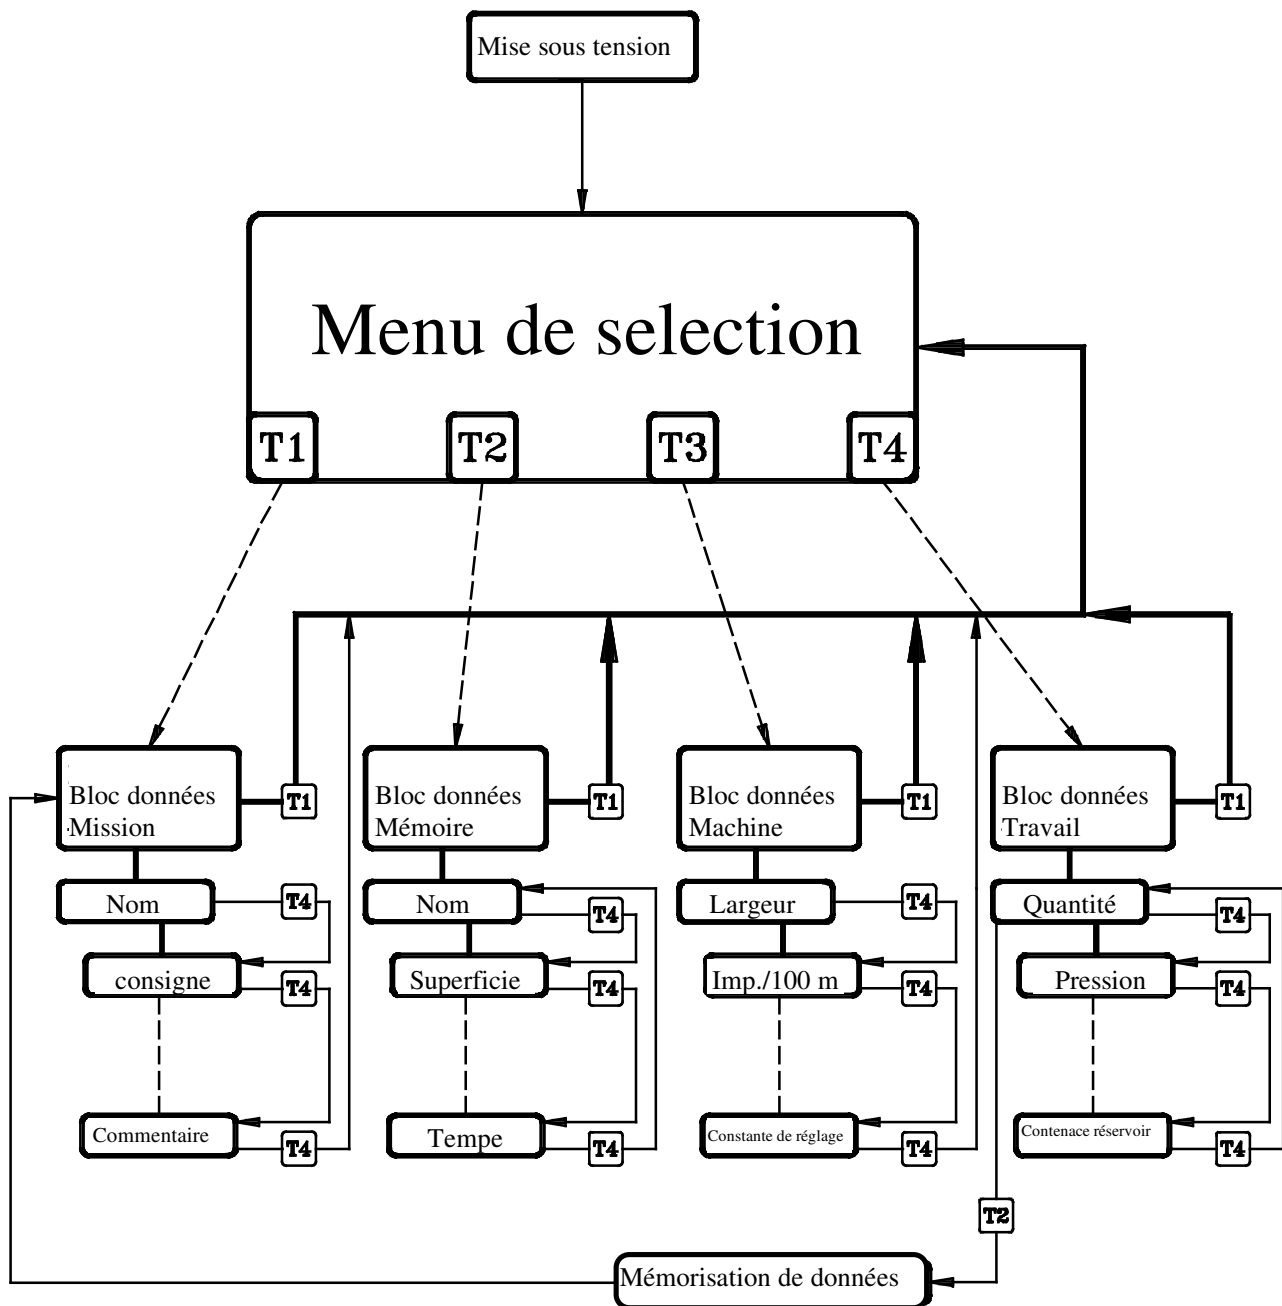 Mise sous tension
Menu de selection
T1 T2 T3 T4
Bloc données
Mission
T1
Bloc données
Mémoire
T1
Bloc données
Machine
T1
Bloc données
Travail
T1
Nom T4
Nom T4
Largeur T4
Quantité T4
consigne T4
Superficie T4
Imp./100 m T4
Pression T4
Commentaire T4
Tempe T4
Constante de réglage T4
Contenace réservoir T4
T2
Mémorisation de données